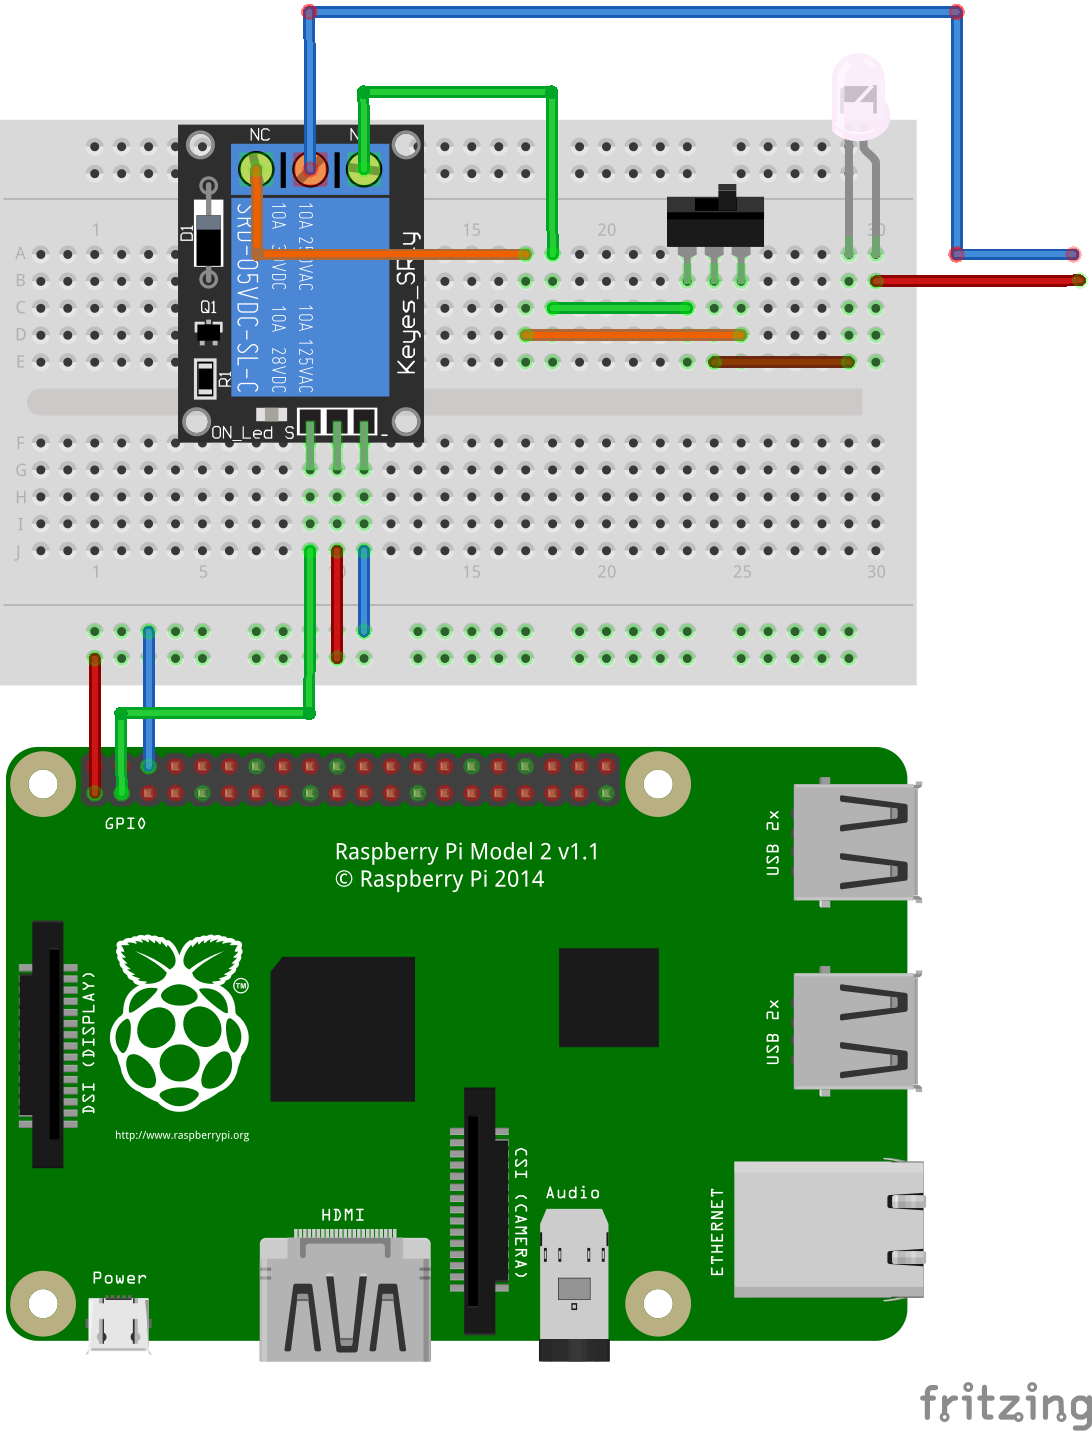 NC
N
1
15
20
30
A
B
C
D
E
D1
Q1
R1
SRD-05VDC-SL-C
10A 30VDC 10A 28VDC
10A 250VAC 10A 125VAC
Keyes_SRly
ON_Led S
-
F
G
H
I
J
1
5
10
15
20
25
30
GPIO
Raspberry Pi Model 2 v1.1
© Raspberry Pi 2014
USB 2x
USB 2x
DSI (DISPLAY)
TM
http://www.raspberrypi.org
CSI (CAMERA)
Audio
HDMI
ETHERNET
Power
fritzing